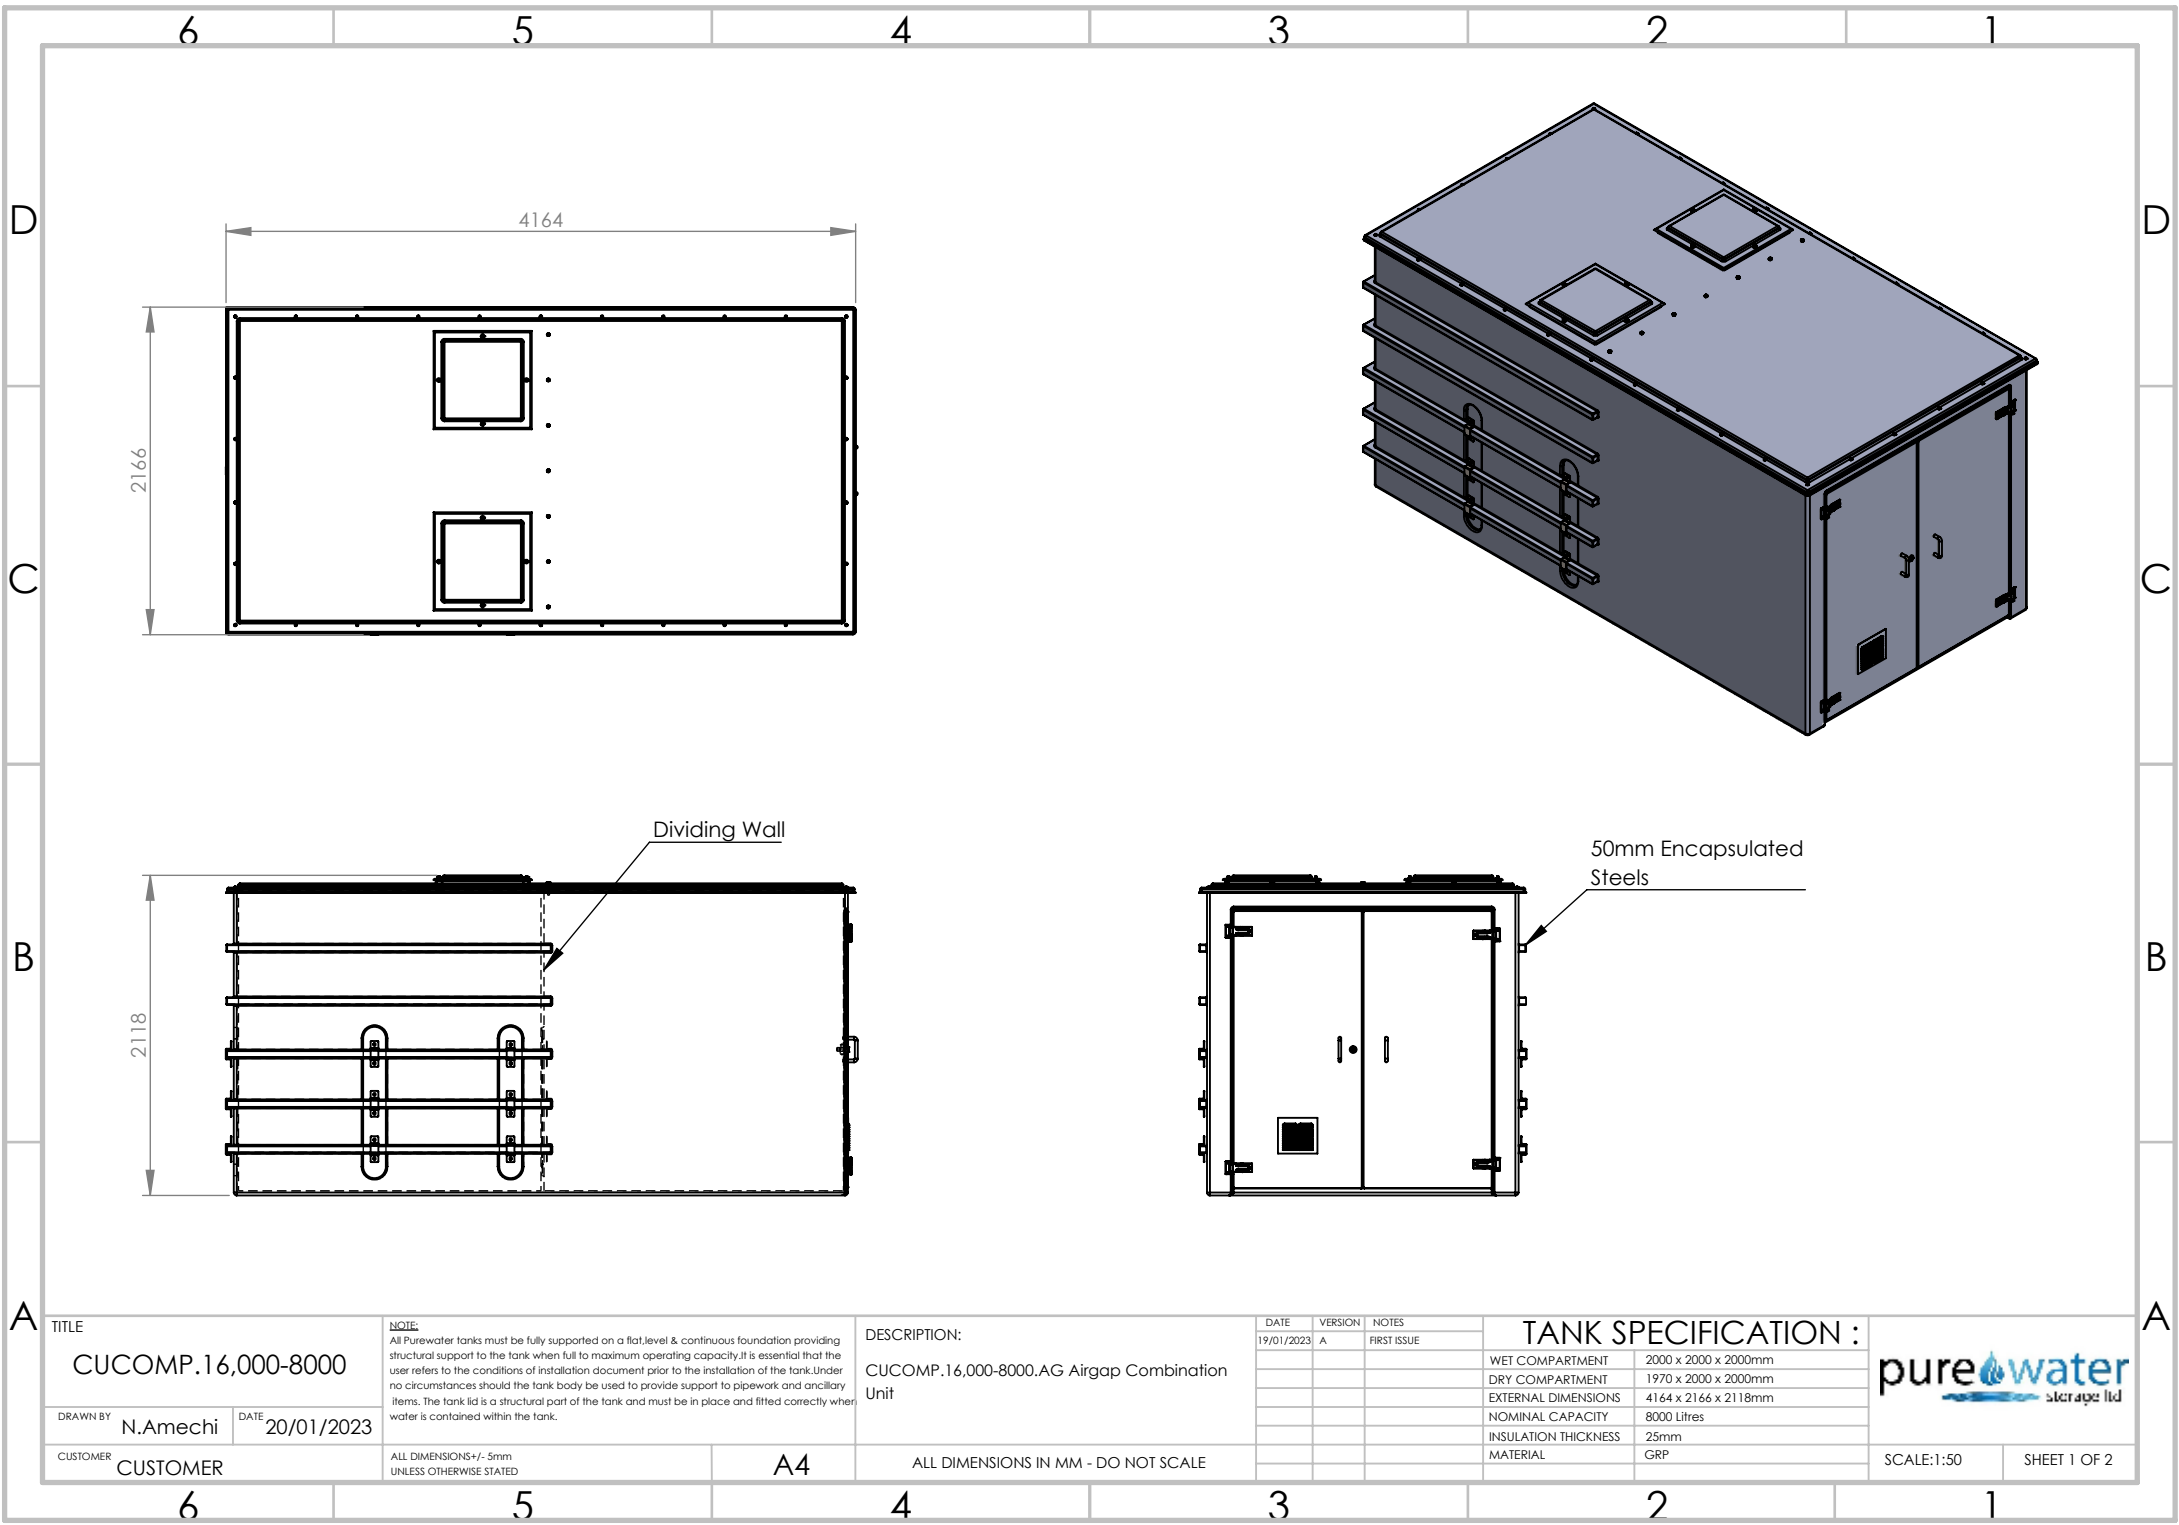 6 5 4 3 2 1
D D
4164
2166
C C
Dividing Wall
50mm Encapsulated
Steels
2118
B B
A A
TITLE
CUCOMP.16,000-8000
DRAWN BY N.Amechi DATE 20/01/2023
CUSTOMER CUSTOMER
NOTE:
All Purewater tanks must be fully supported on a flat,level & continuous foundation providing
structural support to the tank when full to maximum operating capacity.It is essential that the
user refers to the conditions of installation document prior to the installation of the tank.Under
no circumstances should the tank body be used to provide support to pipework and ancillary
items. The tank lid is a structural part of the tank and must be in place and fitted correctly when
water is contained within the tank.
ALL DIMENSIONS+/- 5mm
UNLESS OTHERWISE STATED
A4
DESCRIPTION:
CUCOMP.16,000-8000.AG Airgap Combination
Unit
ALL DIMENSIONS IN MM - DO NOT SCALE
DATE VERSION NOTES
19/01/2023 A FIRST ISSUE
TANK SPECIFICATION :
WET COMPARTMENT 2000 x 2000 x 2000mm
DRY COMPARTMENT 1970 x 2000 x 2000mm
EXTERNAL DIMENSIONS 4164 x 2166 x 2118mm
NOMINAL CAPACITY 8000 Litres
INSULATION THICKNESS 25mm
MATERIAL GRP
pure water
storage ltd
SCALE:1:50 SHEET 1 OF 2
6 5 4 3 2 1